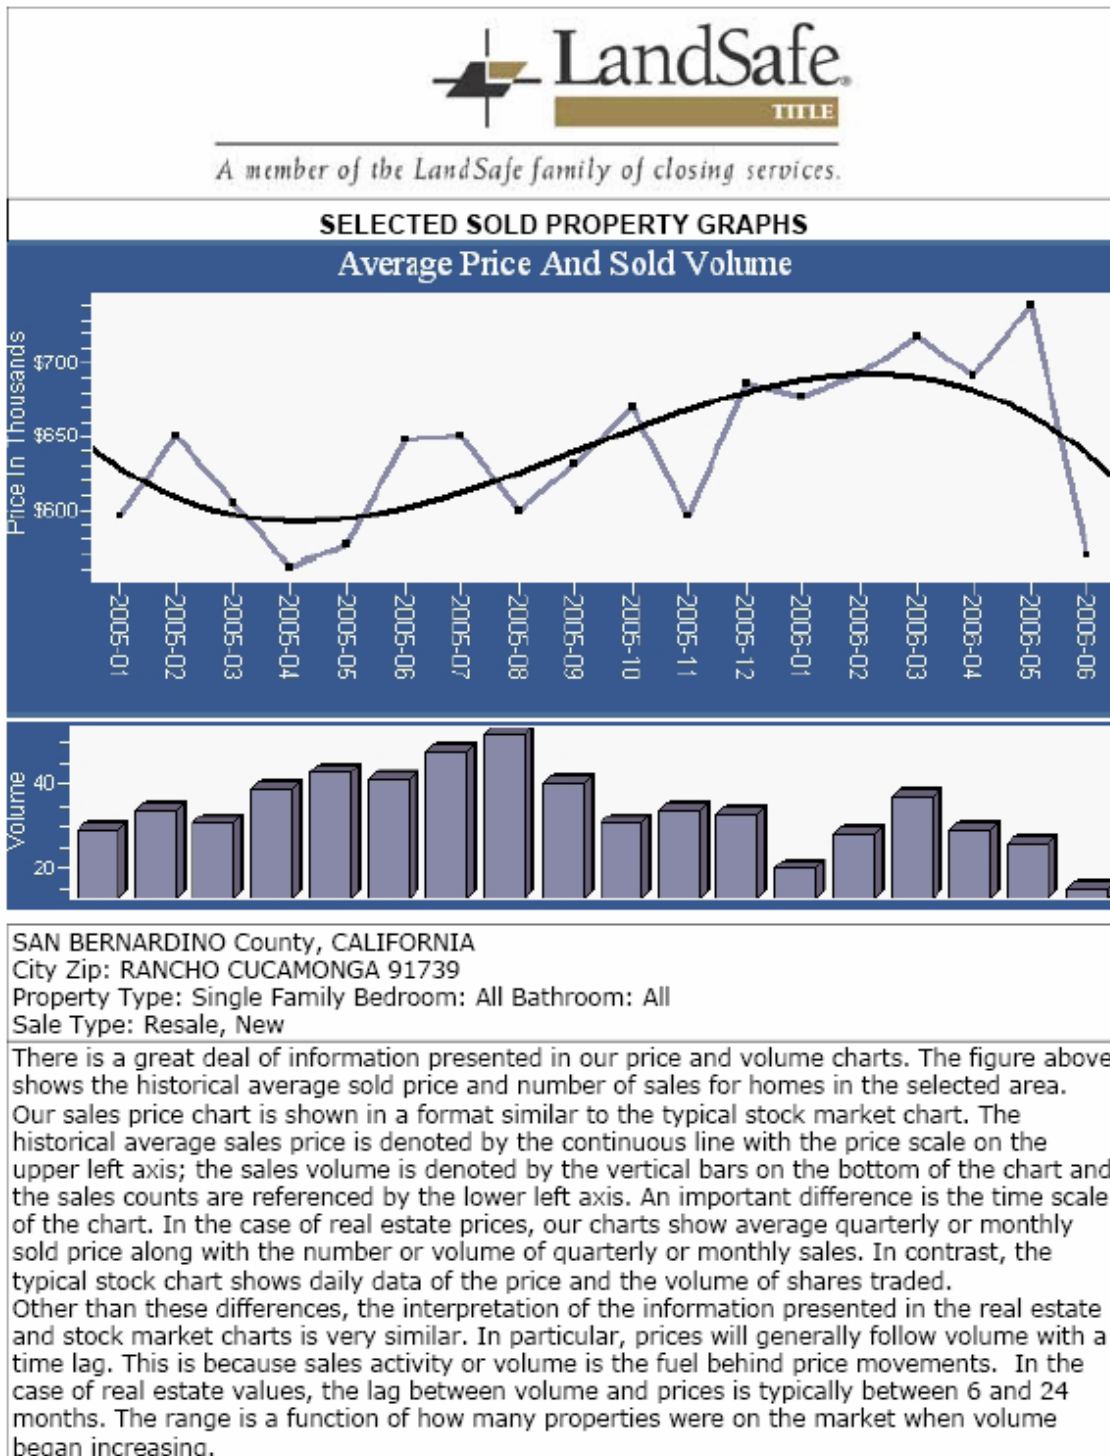 LandSafe®
TITLE
A member of the LandSafe family of closing services.
SELECTED SOLD PROPERTY GRAPHS
Average Price And Sold Volume
Price In Thousands
$700
$650
$600
2005-01
2005-02
2005-03
2005-04
2005-05
2005-06
2005-07
2005-08
2005-09
2005-10
2005-11
2005-12
2006-01
2006-02
2006-03
2006-04
2006-05
2006-06
Volume
40
20
SAN BERNARDINO County, CALIFORNIA
City Zip: RANCHO CUCAMONGA 91739
Property Type: Single Family Bedroom: All Bathroom: All
Sale Type: Resale, New
There is a great deal of information presented in our price and volume charts. The figure above
shows the historical average sold price and number of sales for homes in the selected area.
Our sales price chart is shown in a format similar to the typical stock market chart. The
historical average sales price is denoted by the continuous line with the price scale on the
upper left axis; the sales volume is denoted by the vertical bars on the bottom of the chart and
the sales counts are referenced by the lower left axis. An important difference is the time scale
of the chart. In the case of real estate prices, our charts show average quarterly or monthly
sold price along with the number or volume of quarterly or monthly sales. In contrast, the
typical stock chart shows daily data of the price and the volume of shares traded.
Other than these differences, the interpretation of the information presented in the real estate
and stock market charts is very similar. In particular, prices will generally follow volume with a
time lag. This is because sales activity or volume is the fuel behind price movements.  In the
case of real estate values, the lag between volume and prices is typically between 6 and 24
months. The range is a function of how many properties were on the market when volume
began increasing.